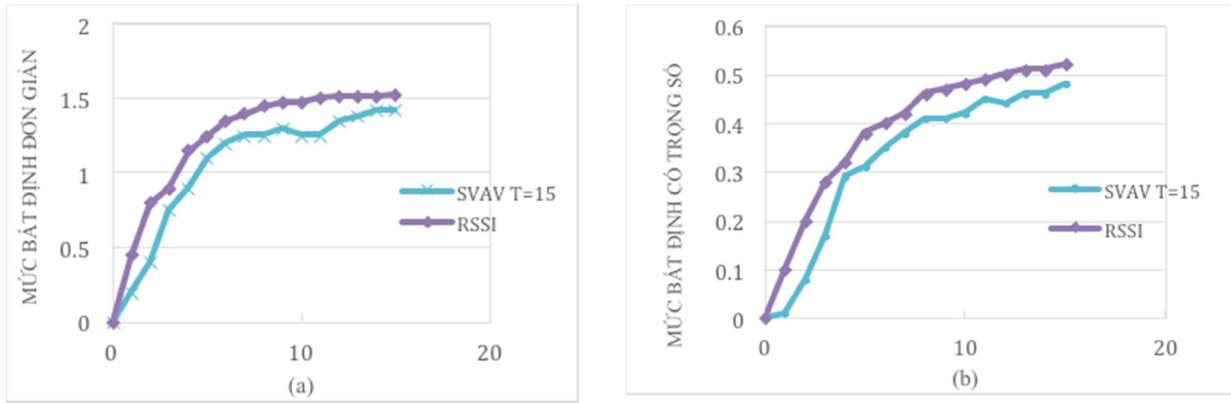 MỨC BẤT ĐỊNH ĐƠN GIẢN
2
1.5
1
0.5
0
0
10
20
SVAV T=15
RSSI
(a)
MỨC BẤT ĐỊNH CÓ TRỌNG SỐ
0.6
0.5
0.4
0.3
0.2
0.1
0
0
10
20
SVAV T=15
RSSI
(b)